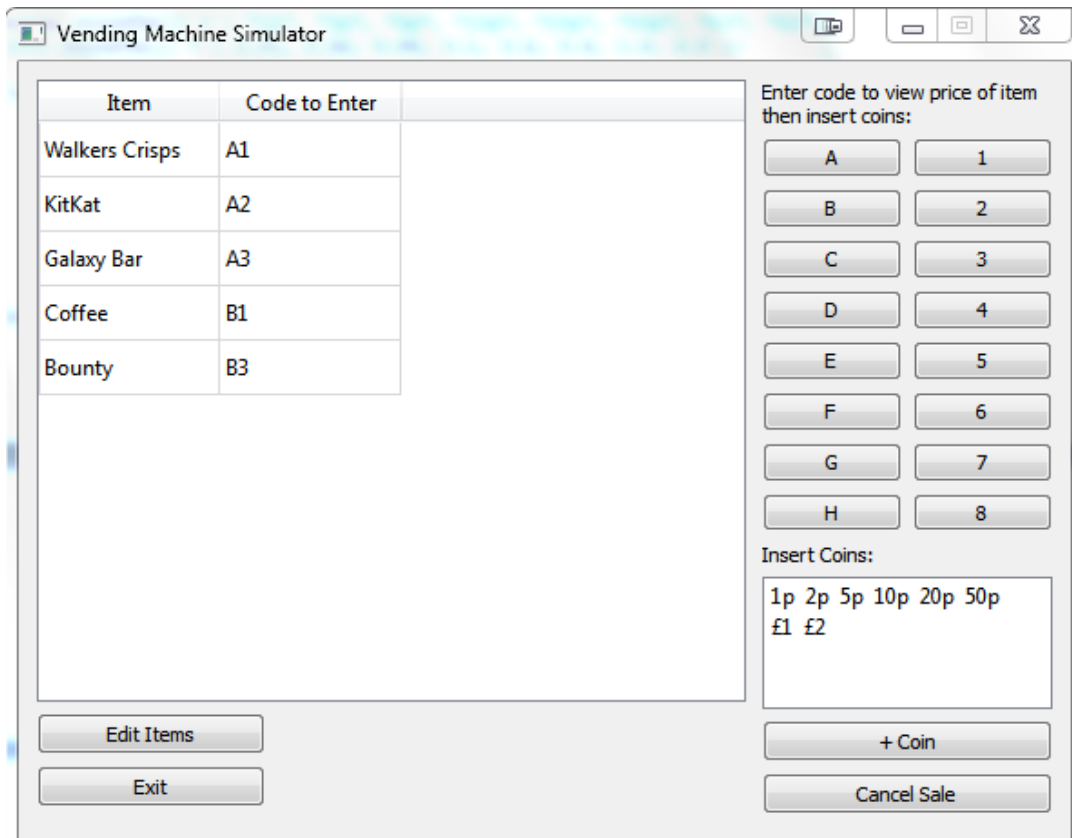 Vending Machine Simulator
Item Code to Enter
Walkers Crisps A1
KitKat A2
Galaxy Bar A3
Coffee B1
Bounty B3
Edit Items
Exit
Enter code to view price of item
then insert coins:
A 1
B 2
C 3
D 4
E 5
F 6
G 7
H 8
Insert Coins:
1p 2p 5p 10p 20p 50p
£1 £2
+ Coin
Cancel Sale